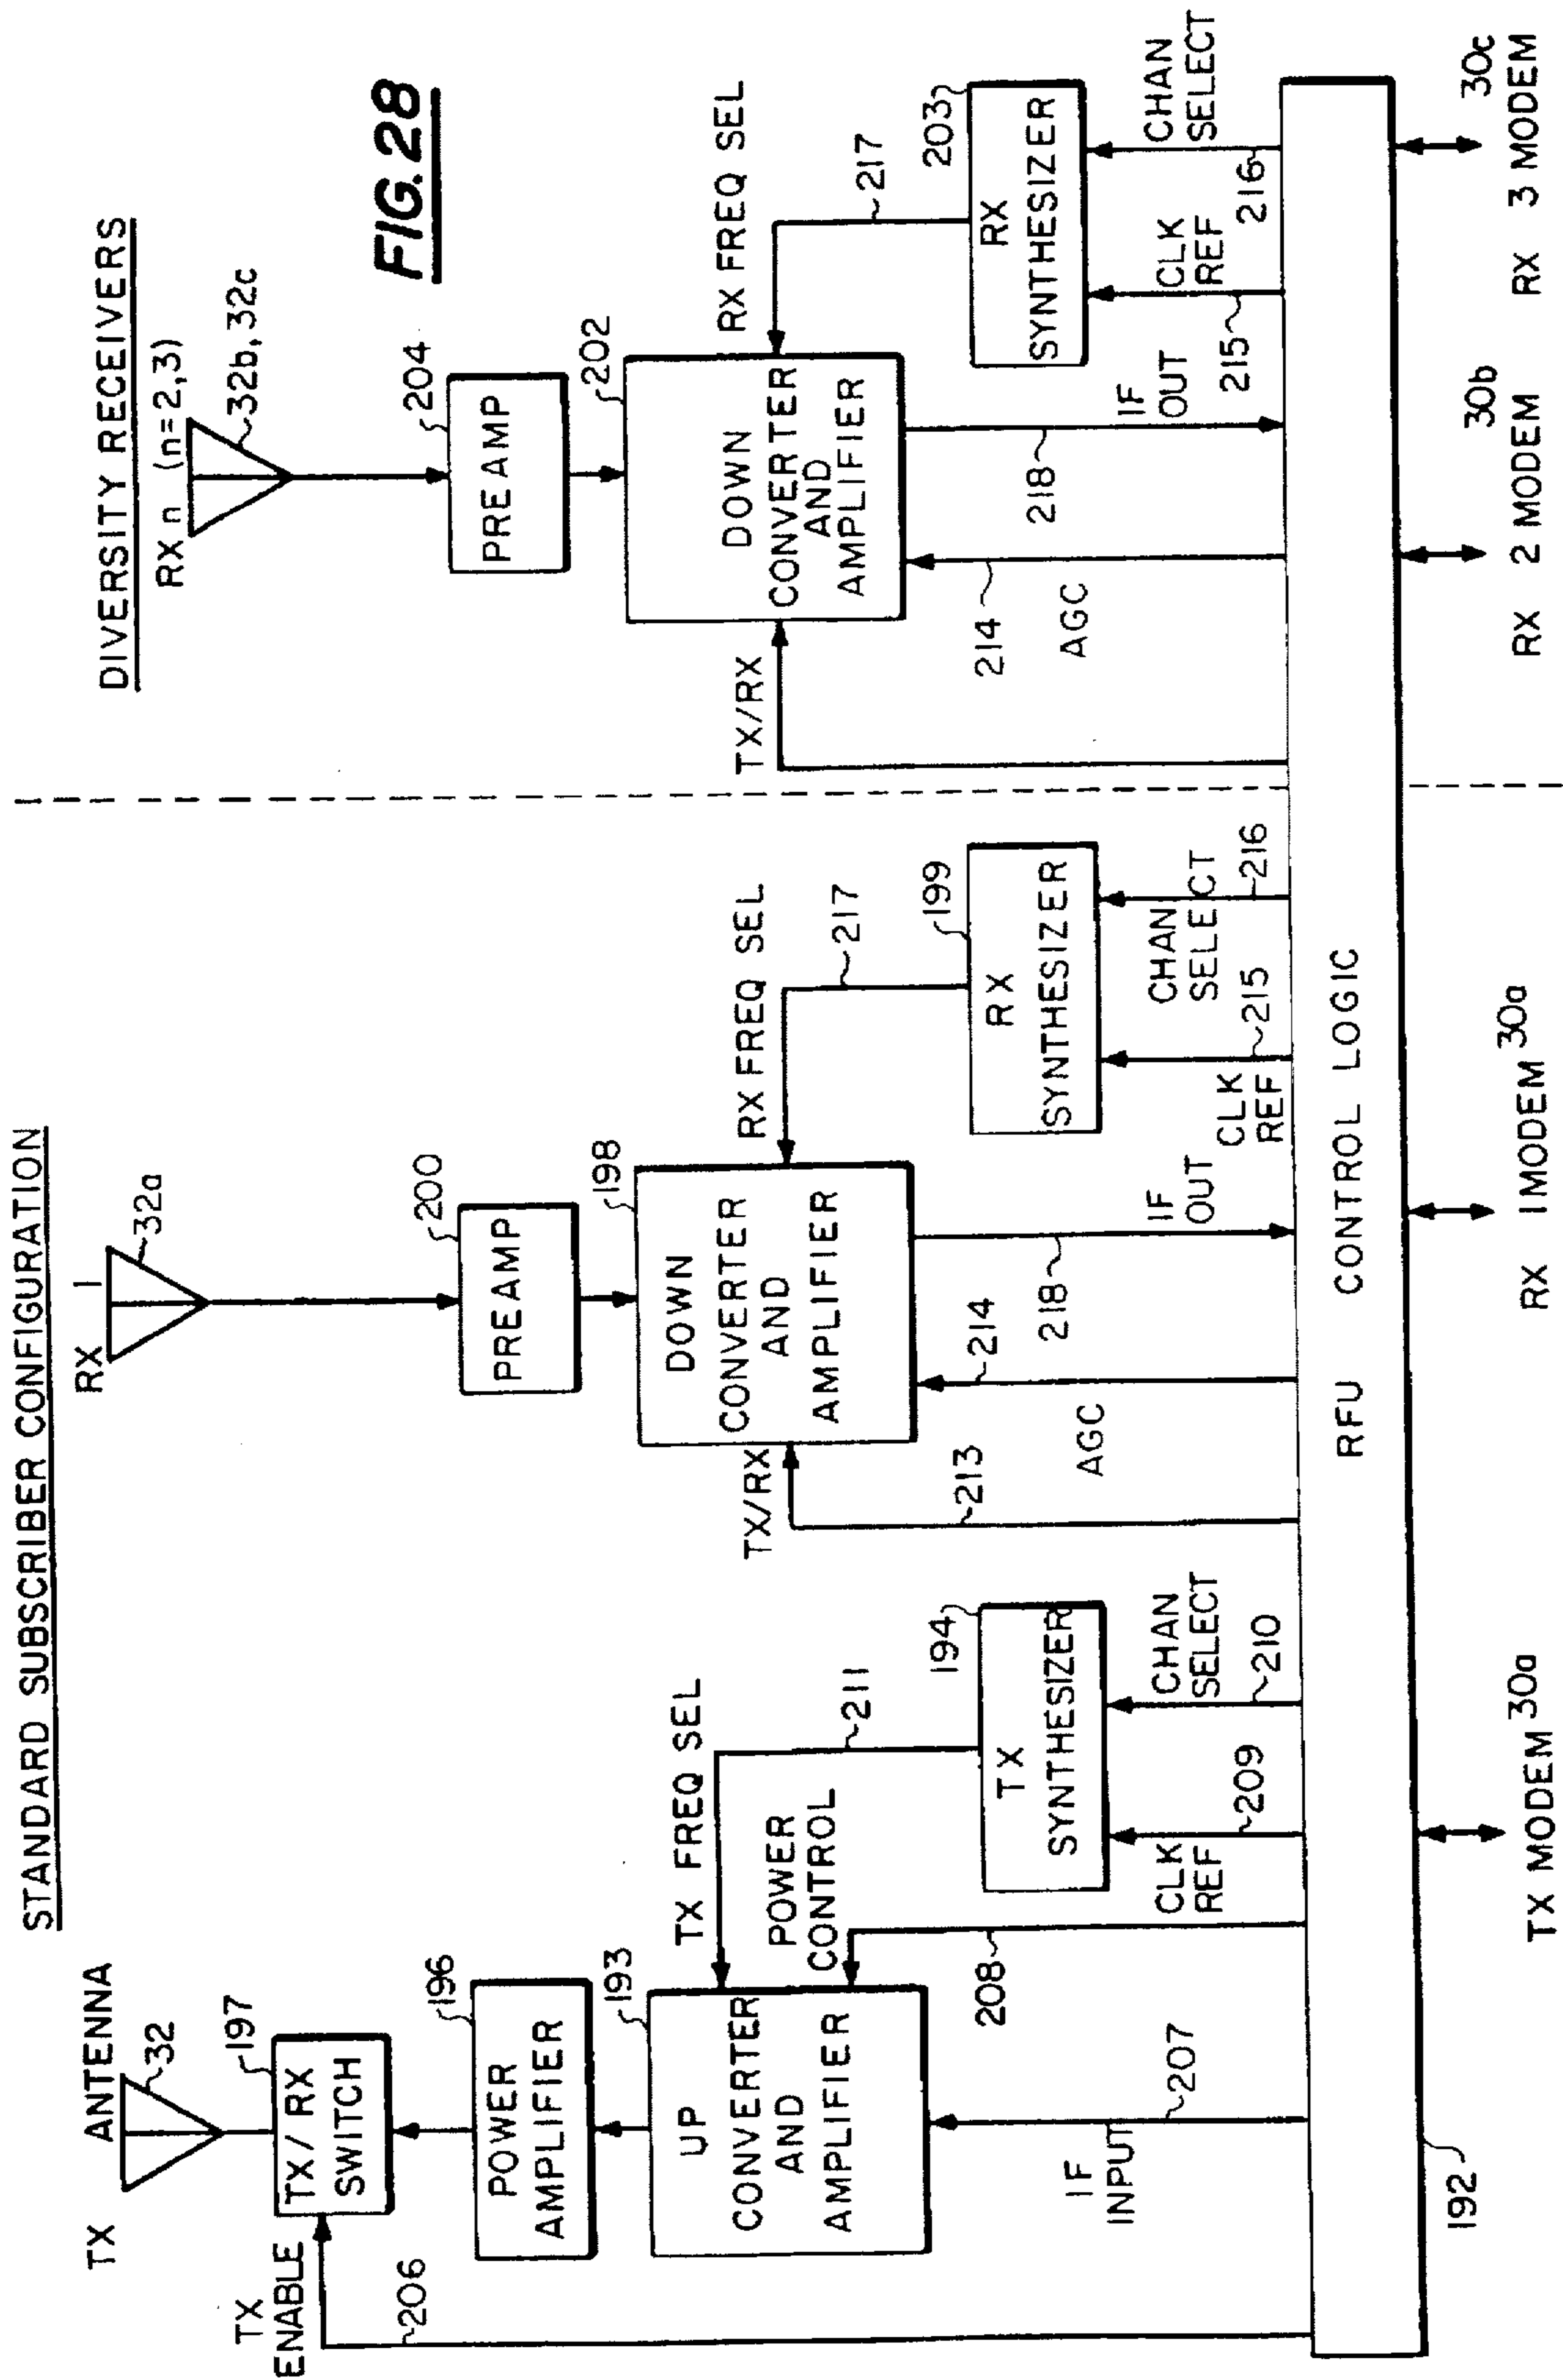 STANDARD SUBSCRIBER CONFIGURATION
DIVERSITY RECEIVERS
FIG. 28
TX ANTENNA
32
TX
ENABLE
206
197
TX / RX
SWITCH
196
POWER
AMPLIFIER
193
UP
CONVERTER
AND
AMPLIFIER
TX FREQ SEL
211
POWER
CONTROL
208
IF
INPUT
207
194
TX
SYNTHESIZER
CLK
REF
209
CHAN
SELECT
210
RX 1
32a
200
PREAMP
198
DOWN
CONVERTER
AND
AMPLIFIER
TX/RX
213
AGC
214
218
IF
OUT
RX FREQ SEL
217
199
RX
SYNTHESIZER
CLK
REF
215
CHAN
SELECT
216
RX n (n=2,3)
32b, 32c
204
PREAMP
202
DOWN
CONVERTER
AND
AMPLIFIER
TX/RX
214
AGC
218
IF
OUT
RX FREQ SEL
217
203
RX
SYNTHESIZER
CLK
REF
215
CHAN
SELECT
216
RFU CONTROL LOGIC
192
TX MODEM 30a
RX 1 MODEM 30a
RX 2 MODEM 30b
RX 3 MODEM 30c